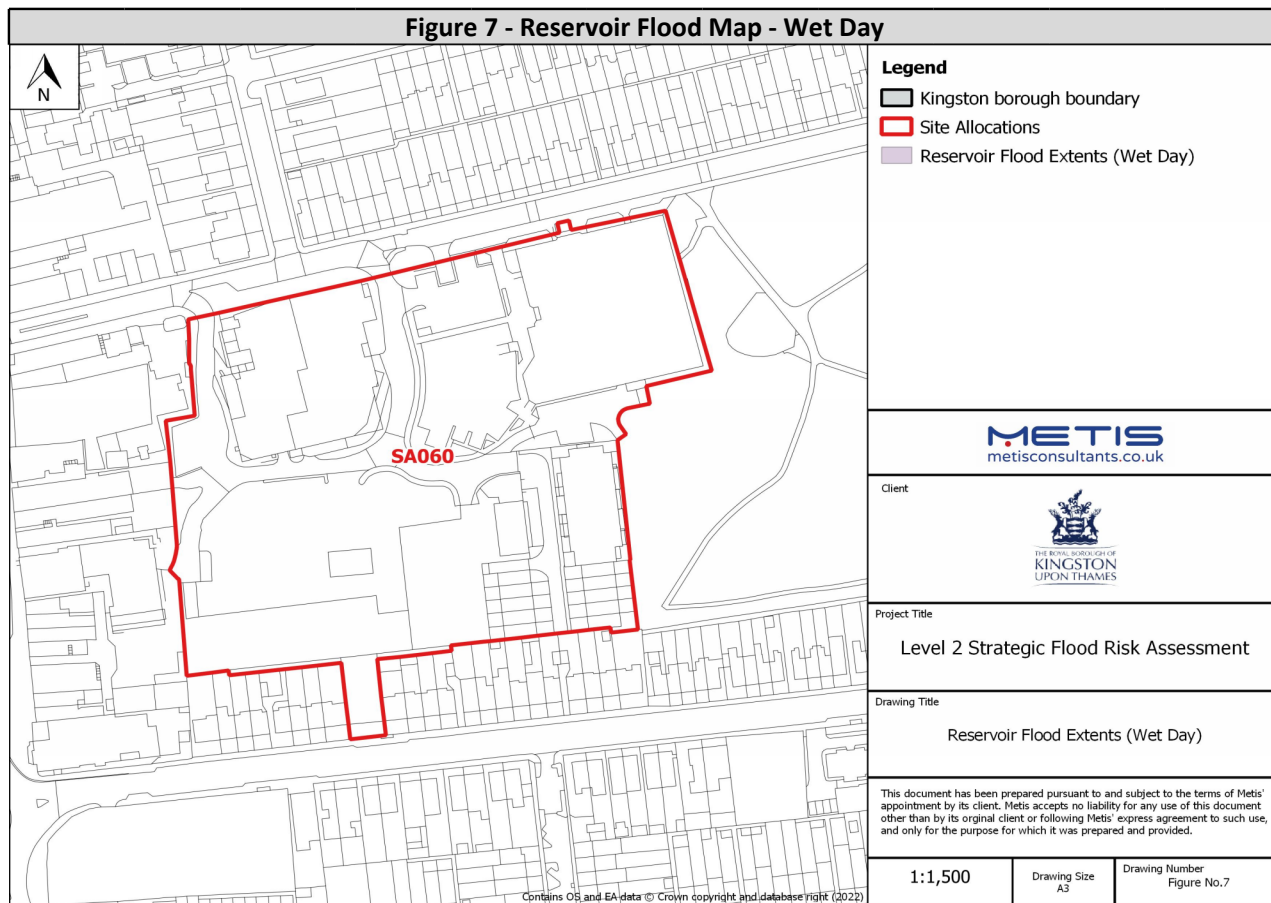 Figure 7 - Reservoir Flood Map - Wet Day
N
SA060
Contains OS and EA data © Crown copyright and database right (2022)
Legend
Kingston borough boundary
Site Allocations
Reservoir Flood Extents (Wet Day)
METIS
metisconsultants.co.uk
Client
THE ROYAL BOROUGH OF
KINGSTON
UPON THAMES
Project Title
Level 2 Strategic Flood Risk Assessment
Drawing Title
Reservoir Flood Extents (Wet Day)
This document has been prepared pursuant to and subject to the terms of Metis'
appointment by its client. Metis accepts no liability for any use of this document
other than by its orginal client or following Metis' express agreement to such use,
and only for the purpose for which it was prepared and provided.
1:1,500
Drawing Size
A3
Drawing Number
Figure No.7